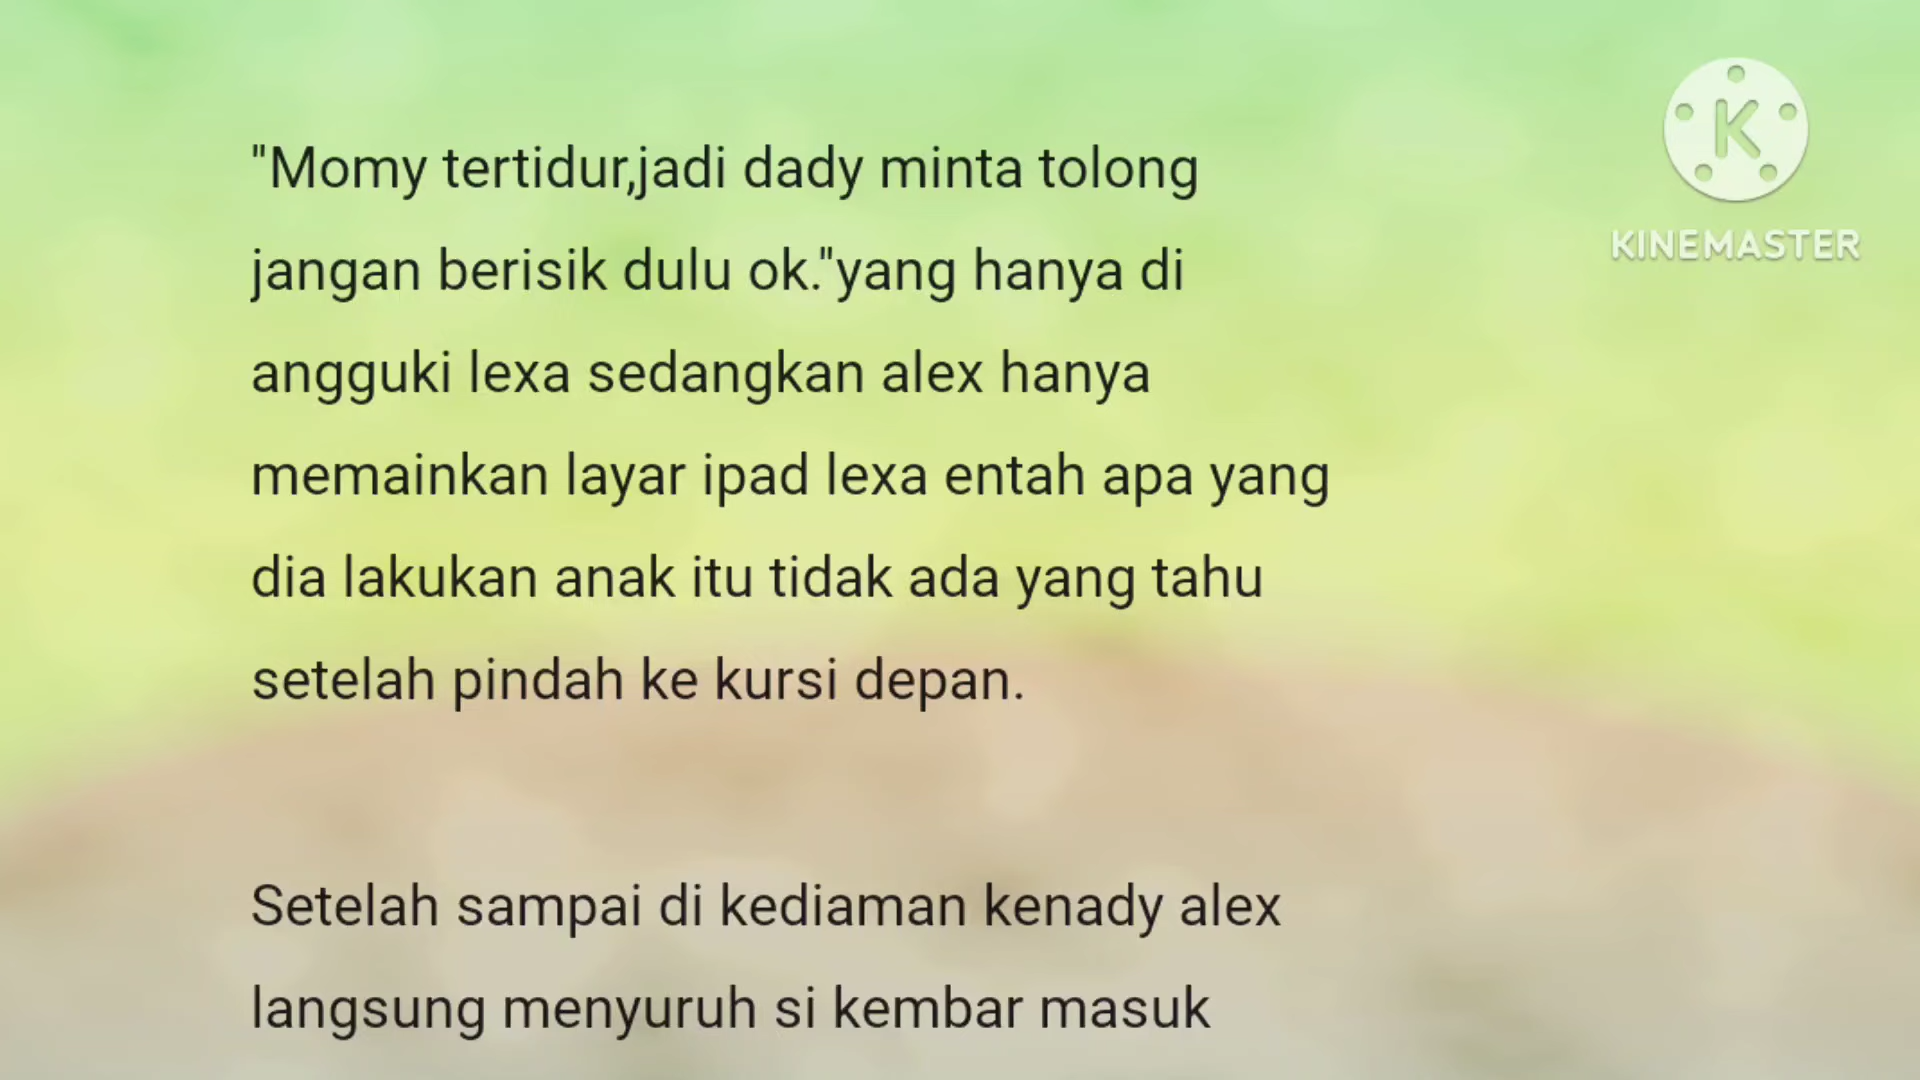 "Momy tertidur,jadi dady minta tolong
jangan berisik dulu ok."yang hanya di
angguki lexa sedangkan alex hanya
memainkan layar ipad lexa entah apa yang
dia lakukan anak itu tidak ada yang tahu
setelah pindah ke kursi depan.
Setelah sampai di kediaman kenady alex
langsung menyuruh si kembar masuk
K
KINEMASTER